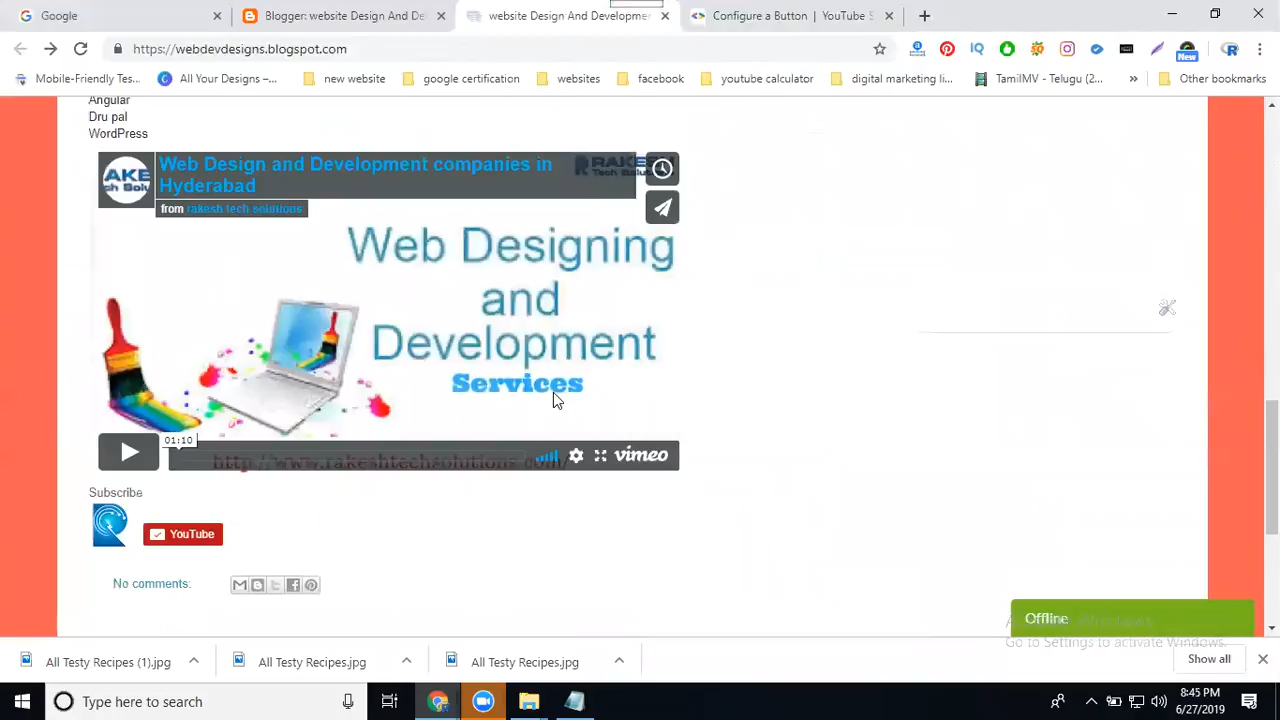 Google
Blogger: website Design And De
website Design And Developmen
Configure a Button | YouTube S
https://webdevdesigns.blogspot.com
New
Mobile-Friendly Tes...
All Your Designs –...
new website
google certification
websites
facebook
youtube calculator
digital marketing li...
TamilMV - Telugu (2...
Other bookmarks
Angular
Dru pal
WordPress
Web Design and Development companies in
Hyderabad
from rakesh tech solutions
Web Designing
and
Development
Services
01:10
http://www.rakeshtechsolutions.com/
vimeo
Subscribe
YouTube
No comments:
Offline
Go to Settings to activate Windows.
All Testy Recipes (1).jpg
All Testy Recipes.jpg
All Testy Recipes.jpg
Show all
Type here to search
8:45 PM
6/27/2019